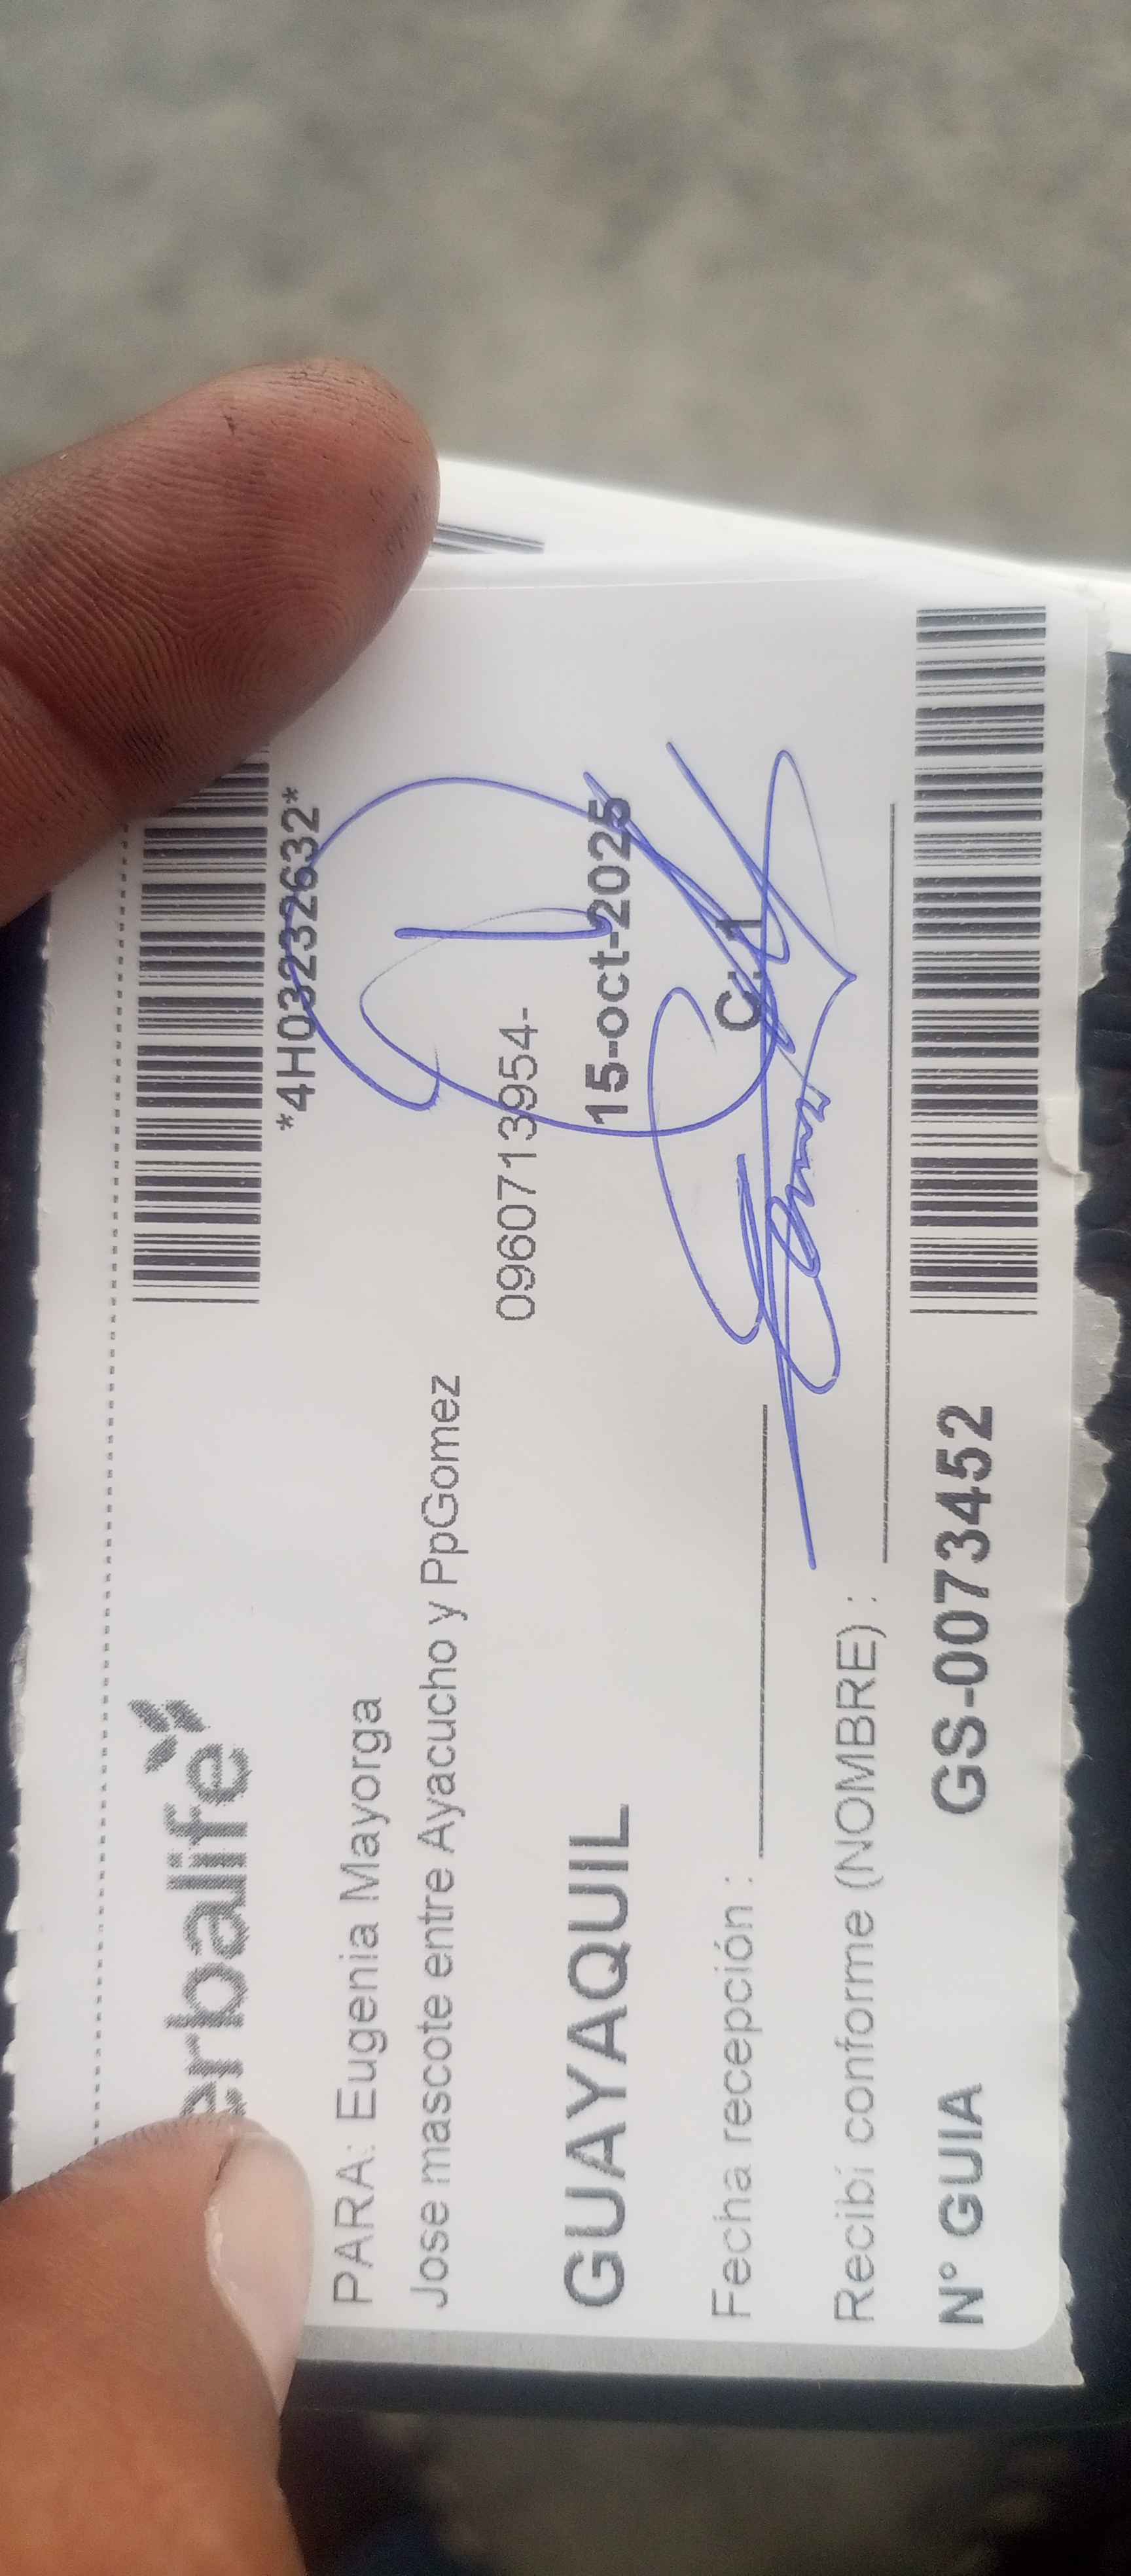 erbalife
*4H03232632*
PARA: Eugenia Mayorga
Jose mascote entre Ayacucho y PpGomez
0960713954-
GUAYAQUIL
15-oct-2025
Fecha recepción :
C.I
Recibí conforme (NOMBRE) :
N° GUIA GS-0073452